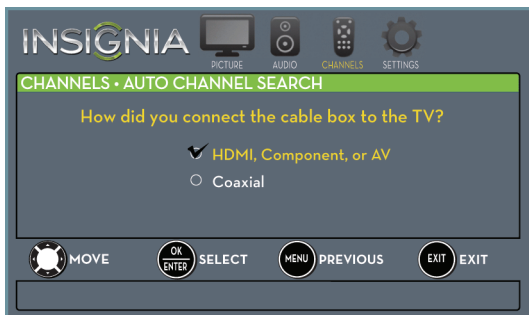 INSIGNIA
PICTURE AUDIO CHANNELS SETTINGS
CHANNELS • AUTO CHANNEL SEARCH
How did you connect the cable box to the TV?
HDMI, Component, or AV
Coaxial
MOVE OK ENTER SELECT MENU PREVIOUS EXIT EXIT